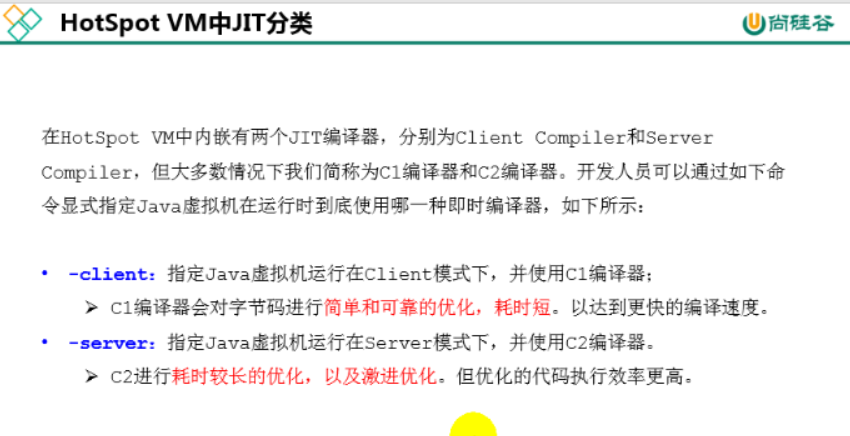 HotSpot VM中JIT分类
尚硅谷
在HotSpot VM中内嵌有两个JIT编译器，分别为Client Compiler和Server
Compiler，但大多数情况下我们简称为C1编译器和C2编译器。开发人员可以通过如下命
令显式指定Java虚拟机在运行时到底使用哪一种即时编译器，如下所示：
• -client：指定Java虚拟机运行在Client模式下，并使用C1编译器；
➢ C1编译器会对字节码进行简单和可靠的优化，耗时短。以达到更快的编译速度。
• -server：指定Java虚拟机运行在Server模式下，并使用C2编译器。
➢ C2进行耗时较长的优化，以及激进优化。但优化的代码执行效率更高。